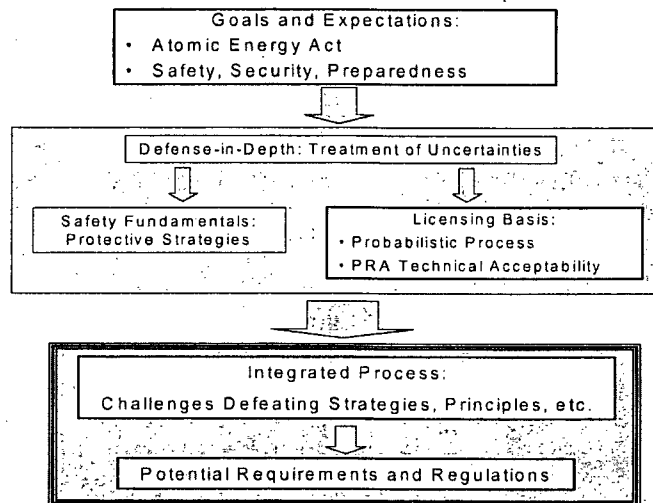 Goals and Expectations:
• Atomic Energy Act
• Safety, Security, Preparedness
Defense-in-Depth: Treatment of Uncertainties
Safety Fundamentals:
Protective Strategies
Licensing Basis:
• Probabilistic Process
• PRA Technical Acceptability
Integrated Process:
Challenges Defeating Strategies, Principles, etc.
Potential Requirements and Regulations